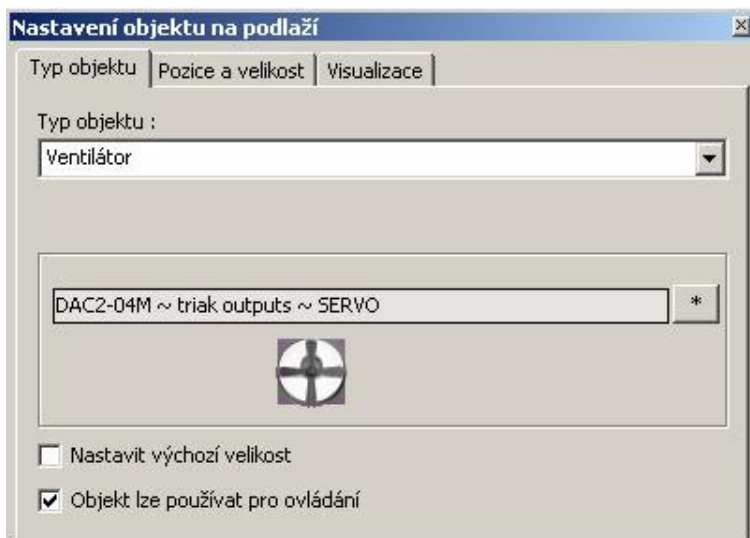 Nastavení objektu na podlaží
Typ objektu Pozice a velikost Visualizace
Typ objektu :
Ventilátor
DAC2-04M ~ triak outputs ~ SERVO *
Nastavit výchozí velikost
Objekt lze používat pro ovládání